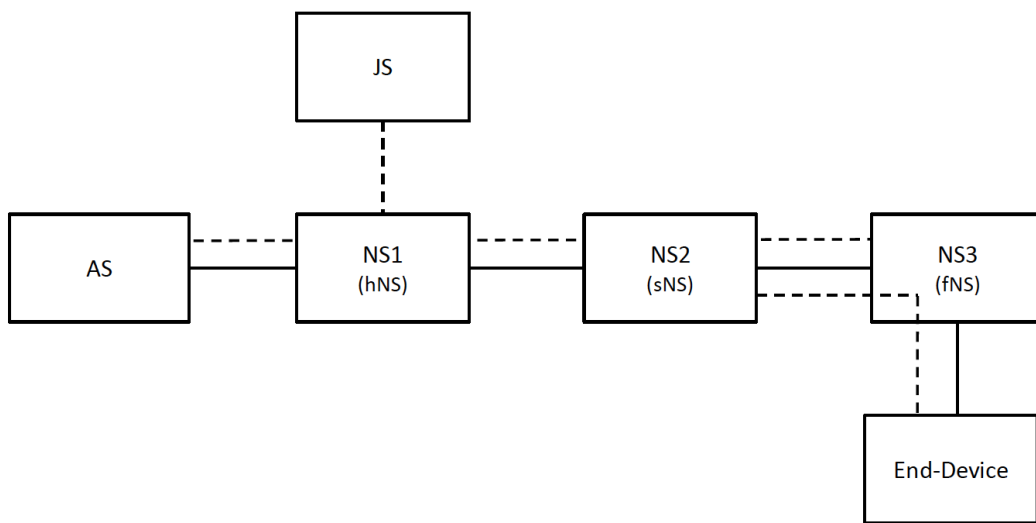 JS
AS
NS1
(hNS)
NS2
(sNS)
NS3
(fNS)
End-Device